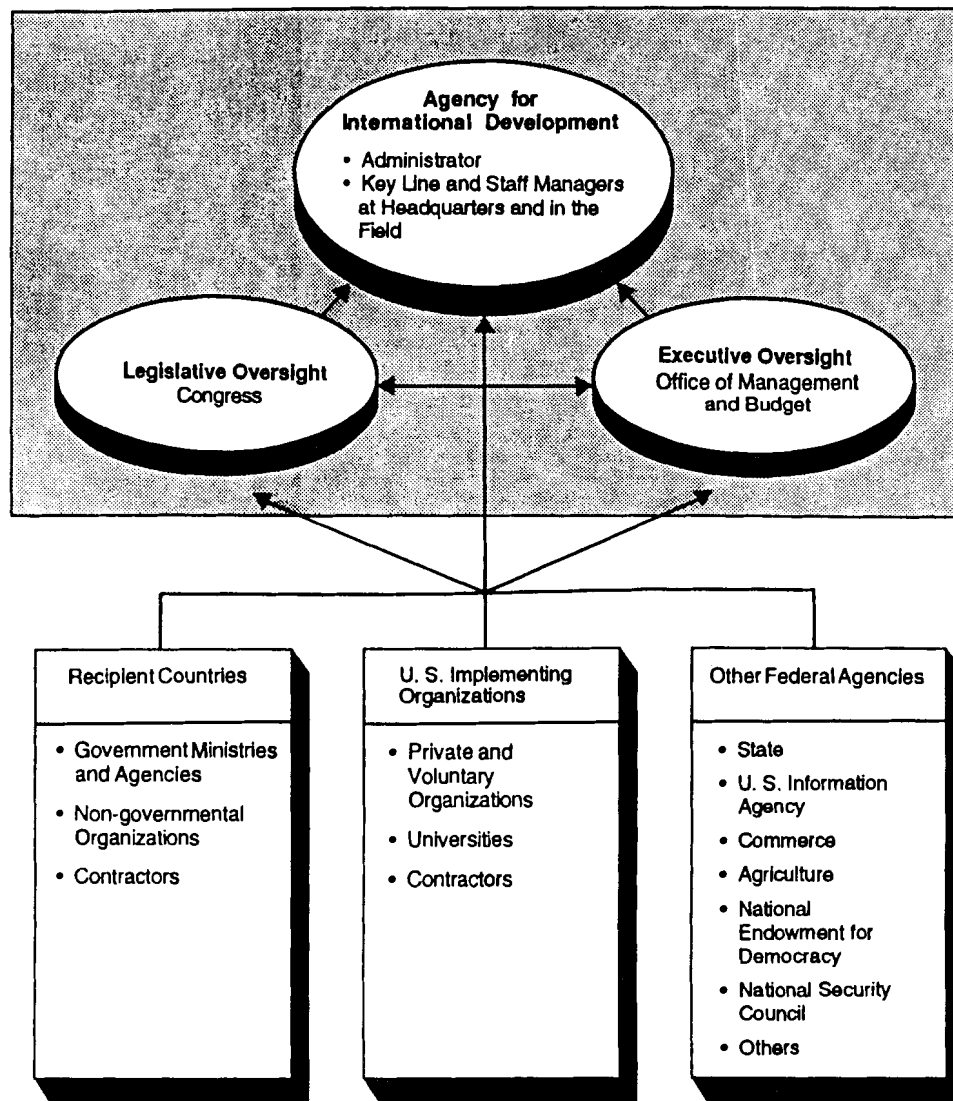 Agency for
International Development
• Administrator
• Key Line and Staff Managers
at Headquarters and in the
Field
Legislative Oversight
Congress
Executive Oversight
Office of Management
and Budget
Recipient Countries
• Government Ministries
and Agencies
• Non-governmental
Organizations
• Contractors
U. S. Implementing
Organizations
• Private and
Voluntary
Organizations
• Universities
• Contractors
Other Federal Agencies
• State
• U. S. Information
Agency
• Commerce
• Agriculture
• National
Endowment for
Democracy
• National Security
Council
• Others